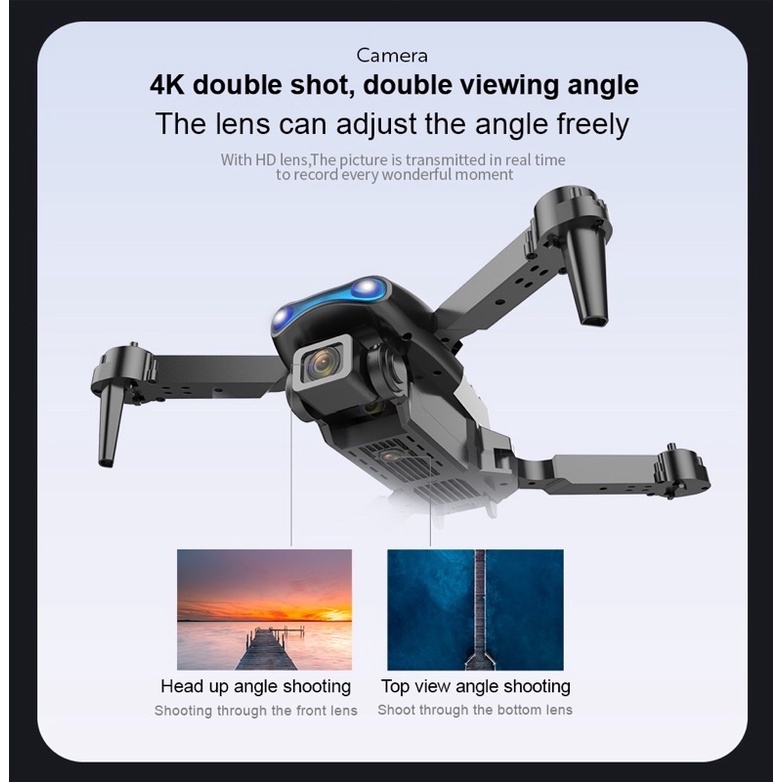 Camera
4K double shot, double viewing angle
The lens can adjust the angle freely
With HD lens,The picture is transmitted in real time
to record every wonderful moment
Head up angle shooting
Top view angle shooting
Shooting through the front lens
Shoot through the bottom lens